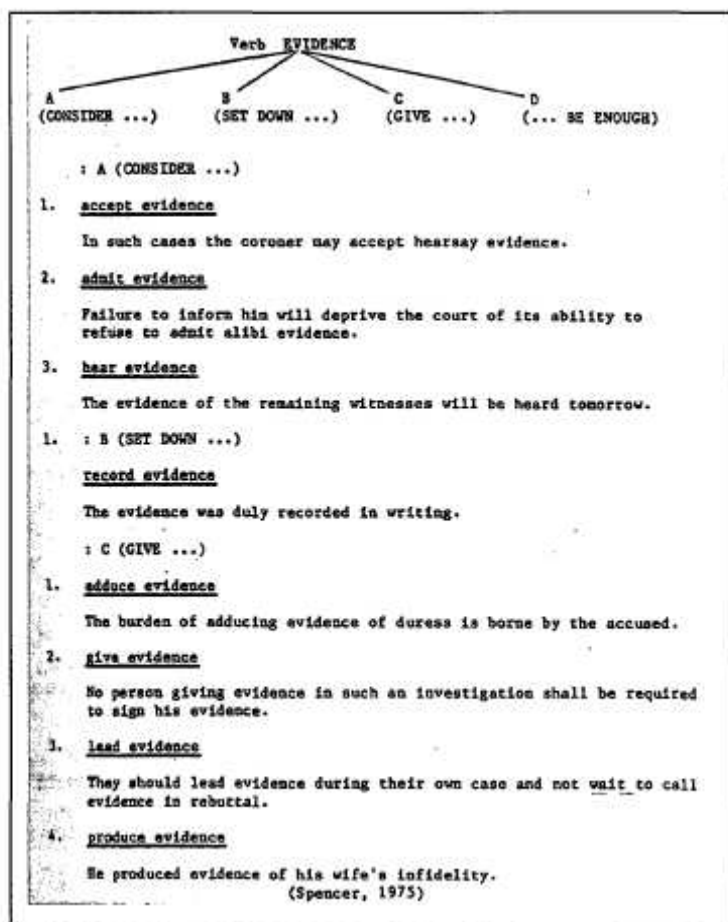 Verb EVIDENCE
A B C D
(CONSIDER ...) (SET DOWN ...) (GIVE ...) (... BE ENOUGH)
: A (CONSIDER ...)
1. accept evidence
In such cases the coroner may accept hearsay evidence.
2. admit evidence
Failure to inform him will deprive the court of its ability to
refuse to admit alibi evidence.
3. hear evidence
The evidence of the remaining witnesses will be heard tomorrow.
1. : B (SET DOWN ...)
record evidence
The evidence was duly recorded in writing.
: C (GIVE ...)
1. adduce evidence
The burden of adducing evidence of duress is borne by the accused.
2. give evidence
No person giving evidence in such an investigation shall be required
to sign his evidence.
3. lead evidence
They should lead evidence during their own case and not wait to call
evidence in rebuttal.
4. produce evidence
He produced evidence of his wife's infidelity.
(Spencer, 1975)